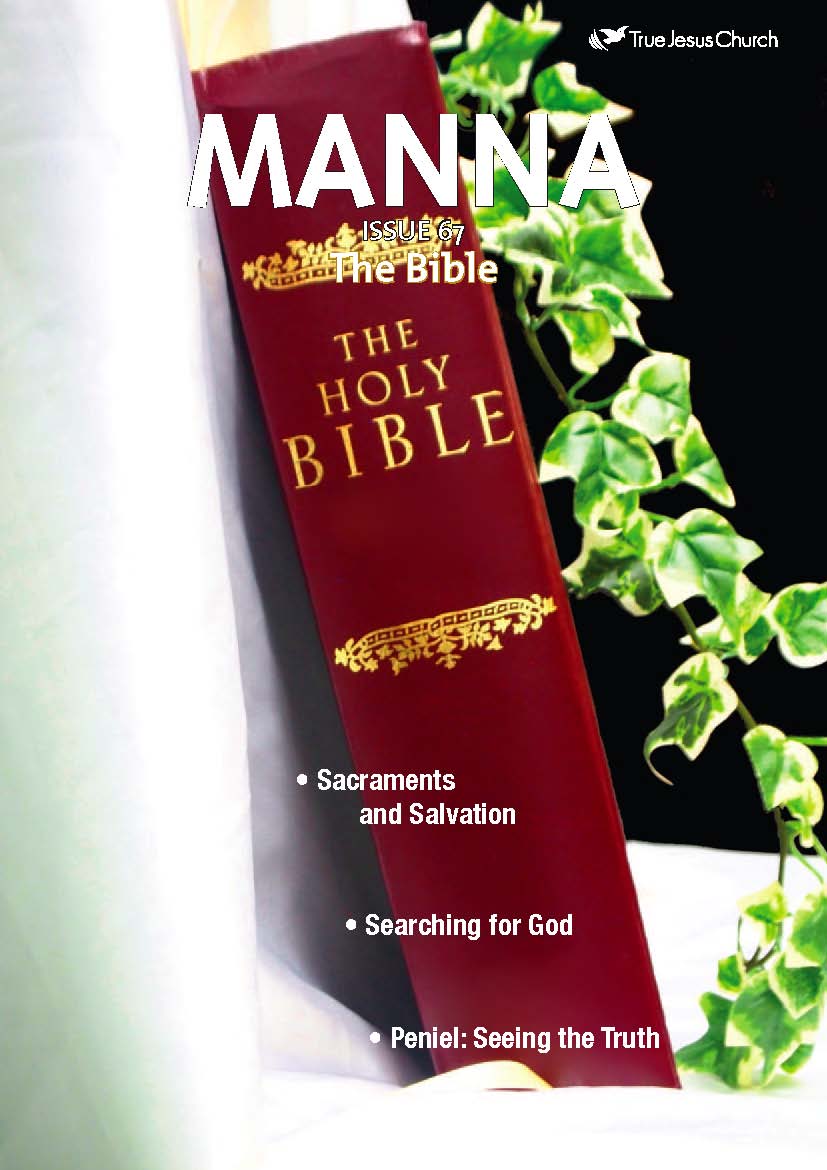 True Jesus Church
MANNA
ISSUE 67
The Bible
THE
HOLY
BIBLE
• Sacraments
and Salvation
• Searching for God
• Peniel: Seeing the Truth